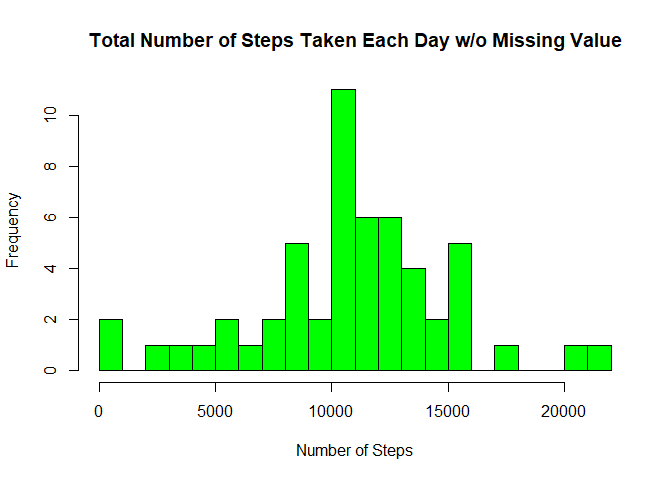 Total Number of Steps Taken Each Day w/o Missing Value
10
8
6
4
2
0
Frequency
0 5000 10000 15000 20000
Number of Steps